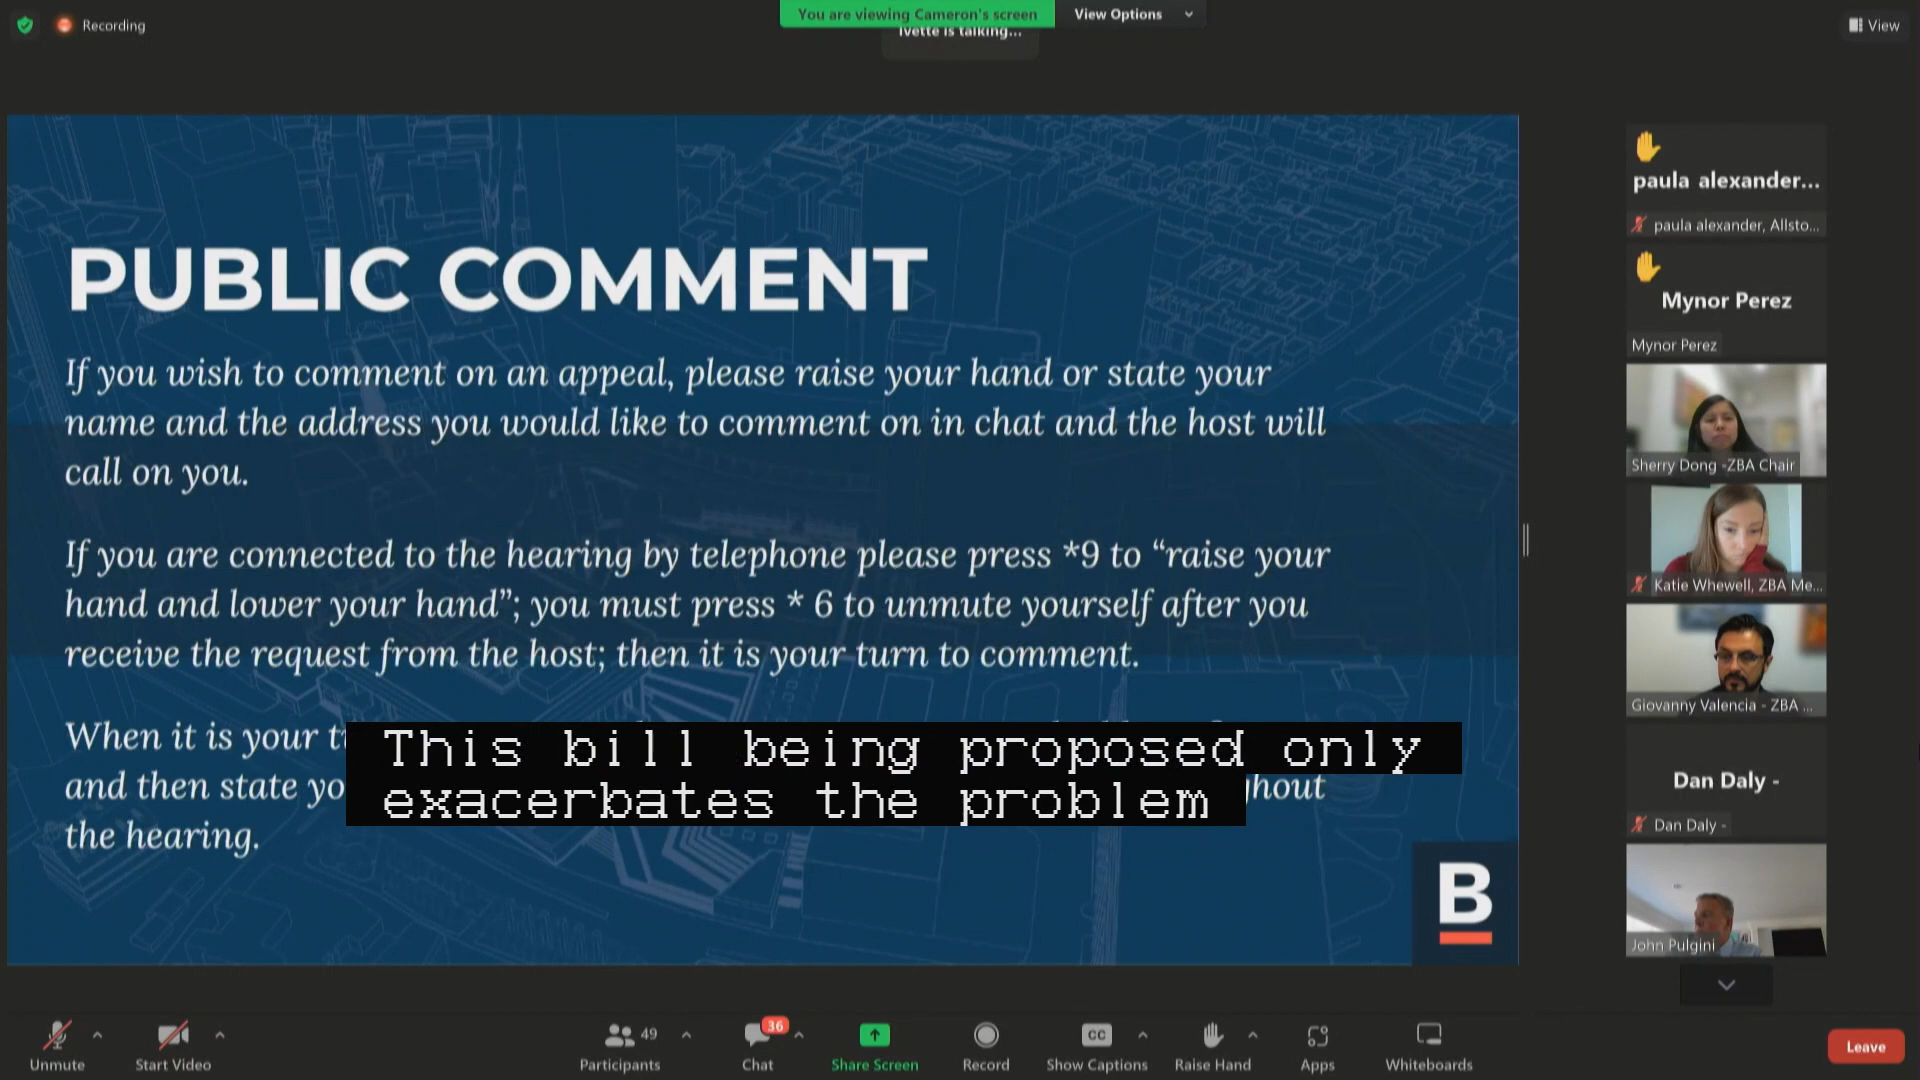 You are viewing Cameron's screen
View Options
Recording
Ivette is talking...
View
PUBLIC COMMENT
If you wish to comment on an appeal, please raise your hand or state your
name and the address you would like to comment on in chat and the host will
call on you.
If you are connected to the hearing by telephone please press *9 to “raise your
hand and lower your hand”; you must press * 6 to unmute yourself after you
receive the request from the host; then it is your turn to comment.
When it is your
and then state
the hearing.
This bill being proposed only
exacerbates the problem
B
paula alexander...
paula alexander, Allsto...
Mynor Perez
Mynor Perez
Sherry Dong -ZBA Chair
Katie Whewell, ZBA Me...
Giovanny Valencia - ZBA ...
Dan Daly -
Dan Daly -
John Pulgini
Unmute
Start Video
49
Participants
36
Chat
Share Screen
Record
CC
Show Captions
Raise Hand
Apps
Whiteboards
Leave